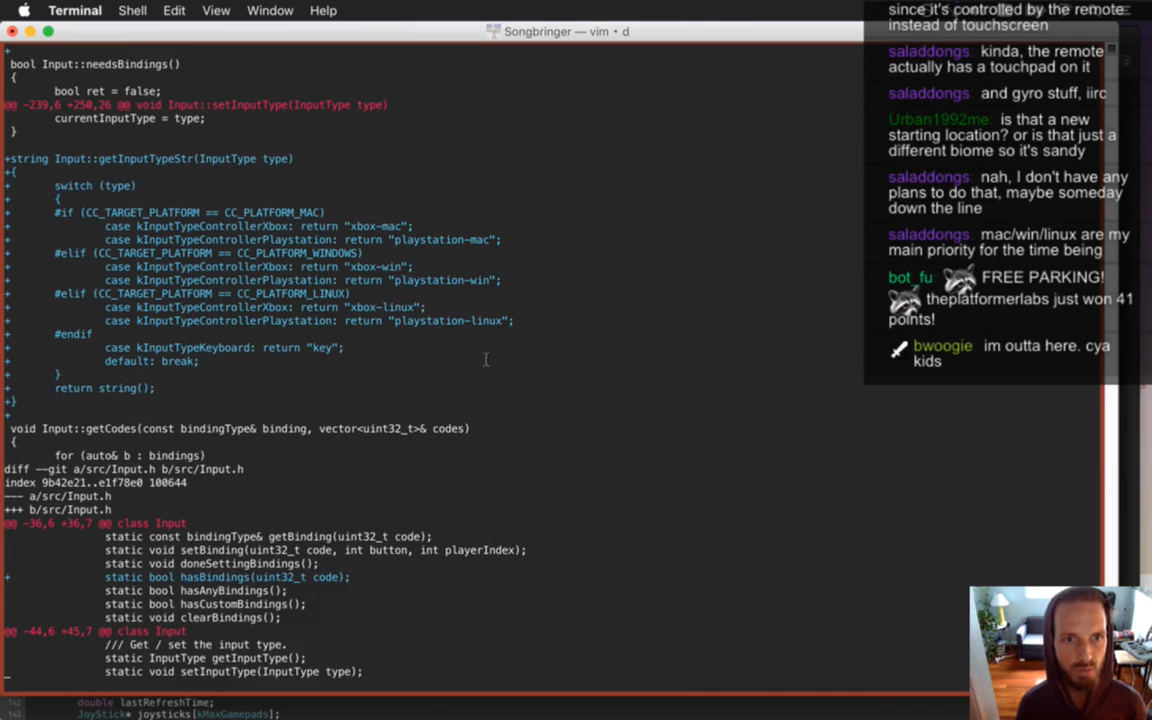 Terminal Shell Edit View Window Help
Songbringer — vim • d
+
bool Input::needsBindings()
{
bool ret = false;
@@ -239,6 +250,26 @@ void Input::setInputType(InputType type)
currentInputType = type;
}
+string Input::getInputTypeStr(InputType type)
+{
+ switch (type)
+ {
+ #if (CC_TARGET_PLATFORM == CC_PLATFORM_MAC)
+ case kInputTypeControllerXbox: return "xbox-mac";
+ case kInputTypeControllerPlaystation: return "playstation-mac";
+ #elif (CC_TARGET_PLATFORM == CC_PLATFORM_WINDOWS)
+ case kInputTypeControllerXbox: return "xbox-win";
+ case kInputTypeControllerPlaystation: return "playstation-win";
+ #elif (CC_TARGET_PLATFORM == CC_PLATFORM_LINUX)
+ case kInputTypeControllerXbox: return "xbox-linux";
+ case kInputTypeControllerPlaystation: return "playstation-linux";
+ #endif
+ case kInputTypeKeyboard: return "key";
+ default: break;
+ }
+ return string();
+}
+
void Input::getCodes(const bindingType& binding, vector<uint32_t>& codes)
{
for (auto& b : bindings)
diff --git a/src/Input.h b/src/Input.h
index 9b42e21..e1f78e0 100644
--- a/src/Input.h
+++ b/src/Input.h
@@ -36,6 +36,7 @@ class Input
static const bindingType& getBinding(uint32_t code);
static void setBinding(uint32_t code, int button, int playerIndex);
static void doneSettingBindings();
+ static bool hasBindings(uint32_t code);
static bool hasAnyBindings();
static bool hasCustomBindings();
static void clearBindings();
@@ -44,6 +45,7 @@ class Input
/// Get / set the input type.
static InputType getInputType();
static void setInputType(InputType type);
142 double lastRefreshTime;
143 JoyStick* joysticks[kMaxGamepads];
since it's controlled by the remote
instead of touchscreen
saladdongs: kinda, the remote
actually has a touchpad on it
saladdongs: and gyro stuff, iirc
Urban1992me: is that a new
starting location? or is that just a
different biome so it's sandy
saladdongs: nah, I don't have any
plans to do that, maybe someday
down the line
saladdongs: mac/win/linux are my
main priority for the time being
bot_fu: FREE PARKING!
theplatformerlabs just won 41
points!
bwoogie: im outta here. cya
kids